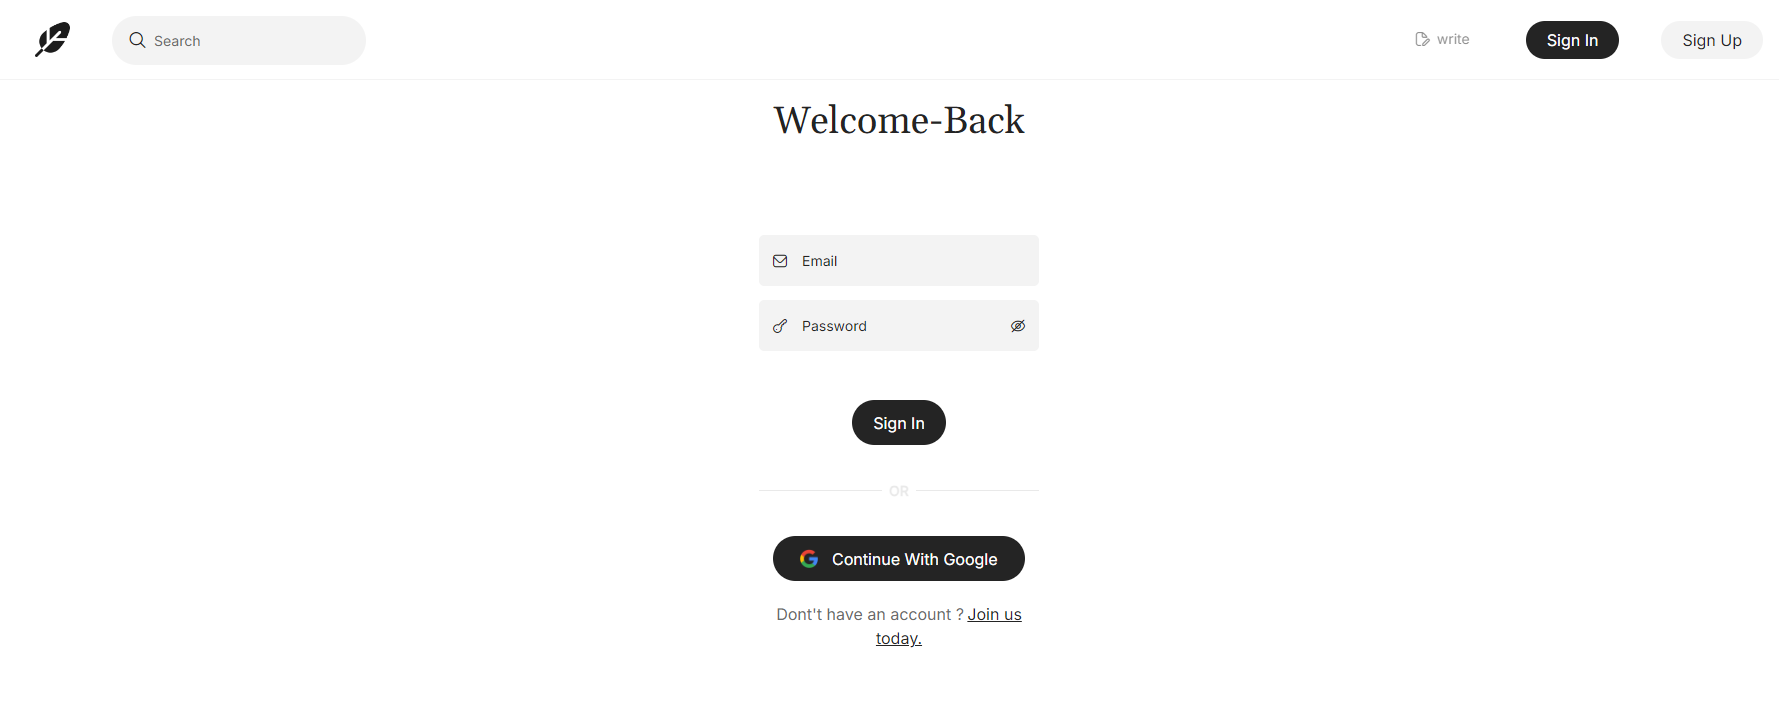 Search
write
Sign In
Sign Up
Welcome-Back
Email
Password
Sign In
OR
Continue With Google
Dont't have an account ? Join us
today.